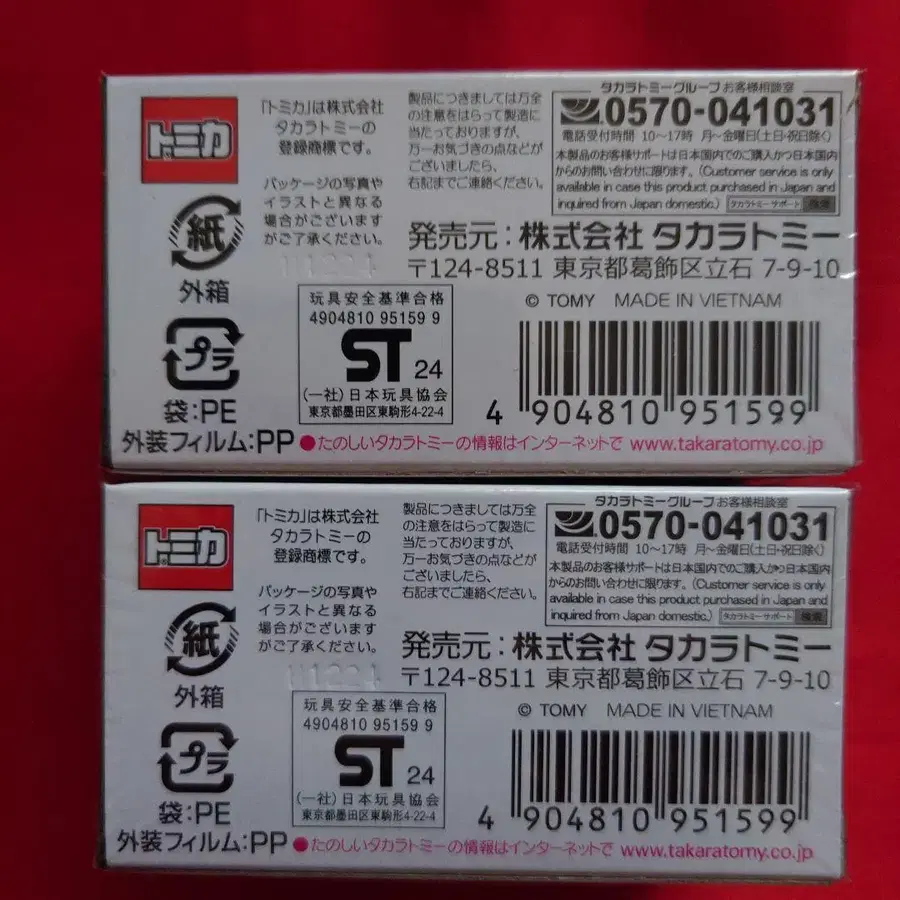 トミカ
「トミカ」は株式会社
タカラトミーの
登録商標です。
パッケージの写真や
イラストと異なる
場合がございます
がご了承ください。
製品につきましては万全
の注意をはらって製造に
当たっておりますが、
万一お気づきの点などが
ございましたら、
右記までご連絡ください。
タカラトミーグループ お客様相談室
0570-041031
電話受付時間 10〜17時 月〜金曜日(土日・祝日除く)
本製品のお客様サポートは日本国内でのご購入かつ日本国内
からのお問い合わせに限ります。(Customer service is only
available in case this product purchased in Japan and
inquired from Japan domestic.) タカラトミーサポート 検索
発売元：株式会社 タカラトミー
〒124-8511 東京都葛飾区立石 7-9-10
© TOMY MADE IN VIETNAM
紙
外箱
プラ
袋:PE
外装フィルム:PP
玩具安全基準合格
4904810 95159 9
ST 24
(一社)日本玩具協会
東京都墨田区東駒形4-22-4
4 904810 951599
●たのしいタカラトミーの情報はインターネットで www.takaratomy.co.jp
トミカ
「トミカ」は株式会社
タカラトミーの
登録商標です。
パッケージの写真や
イラストと異なる
場合がございます
がご了承ください。
製品につきましては万全
の注意をはらって製造に
当たっておりますが、
万一お気づきの点などが
ございましたら、
右記までご連絡ください。
タカラトミーグループ お客様相談室
0570-041031
電話受付時間 10〜17時 月〜金曜日(土日・祝日除く)
本製品のお客様サポートは日本国内でのご購入かつ日本国内
からのお問い合わせに限ります。(Customer service is only
available in case this product purchased in Japan and
inquired from Japan domestic.) タカラトミーサポート 検索
発売元：株式会社 タカラトミー
〒124-8511 東京都葛飾区立石 7-9-10
© TOMY MADE IN VIETNAM
紙
外箱
プラ
袋:PE
外装フィルム:PP
玩具安全基準合格
4904810 95159 9
ST 24
(一社)日本玩具協会
東京都墨田区東駒形4-22-4
4 904810 951599
●たのしいタカラトミーの情報はインターネットで www.takaratomy.co.jp